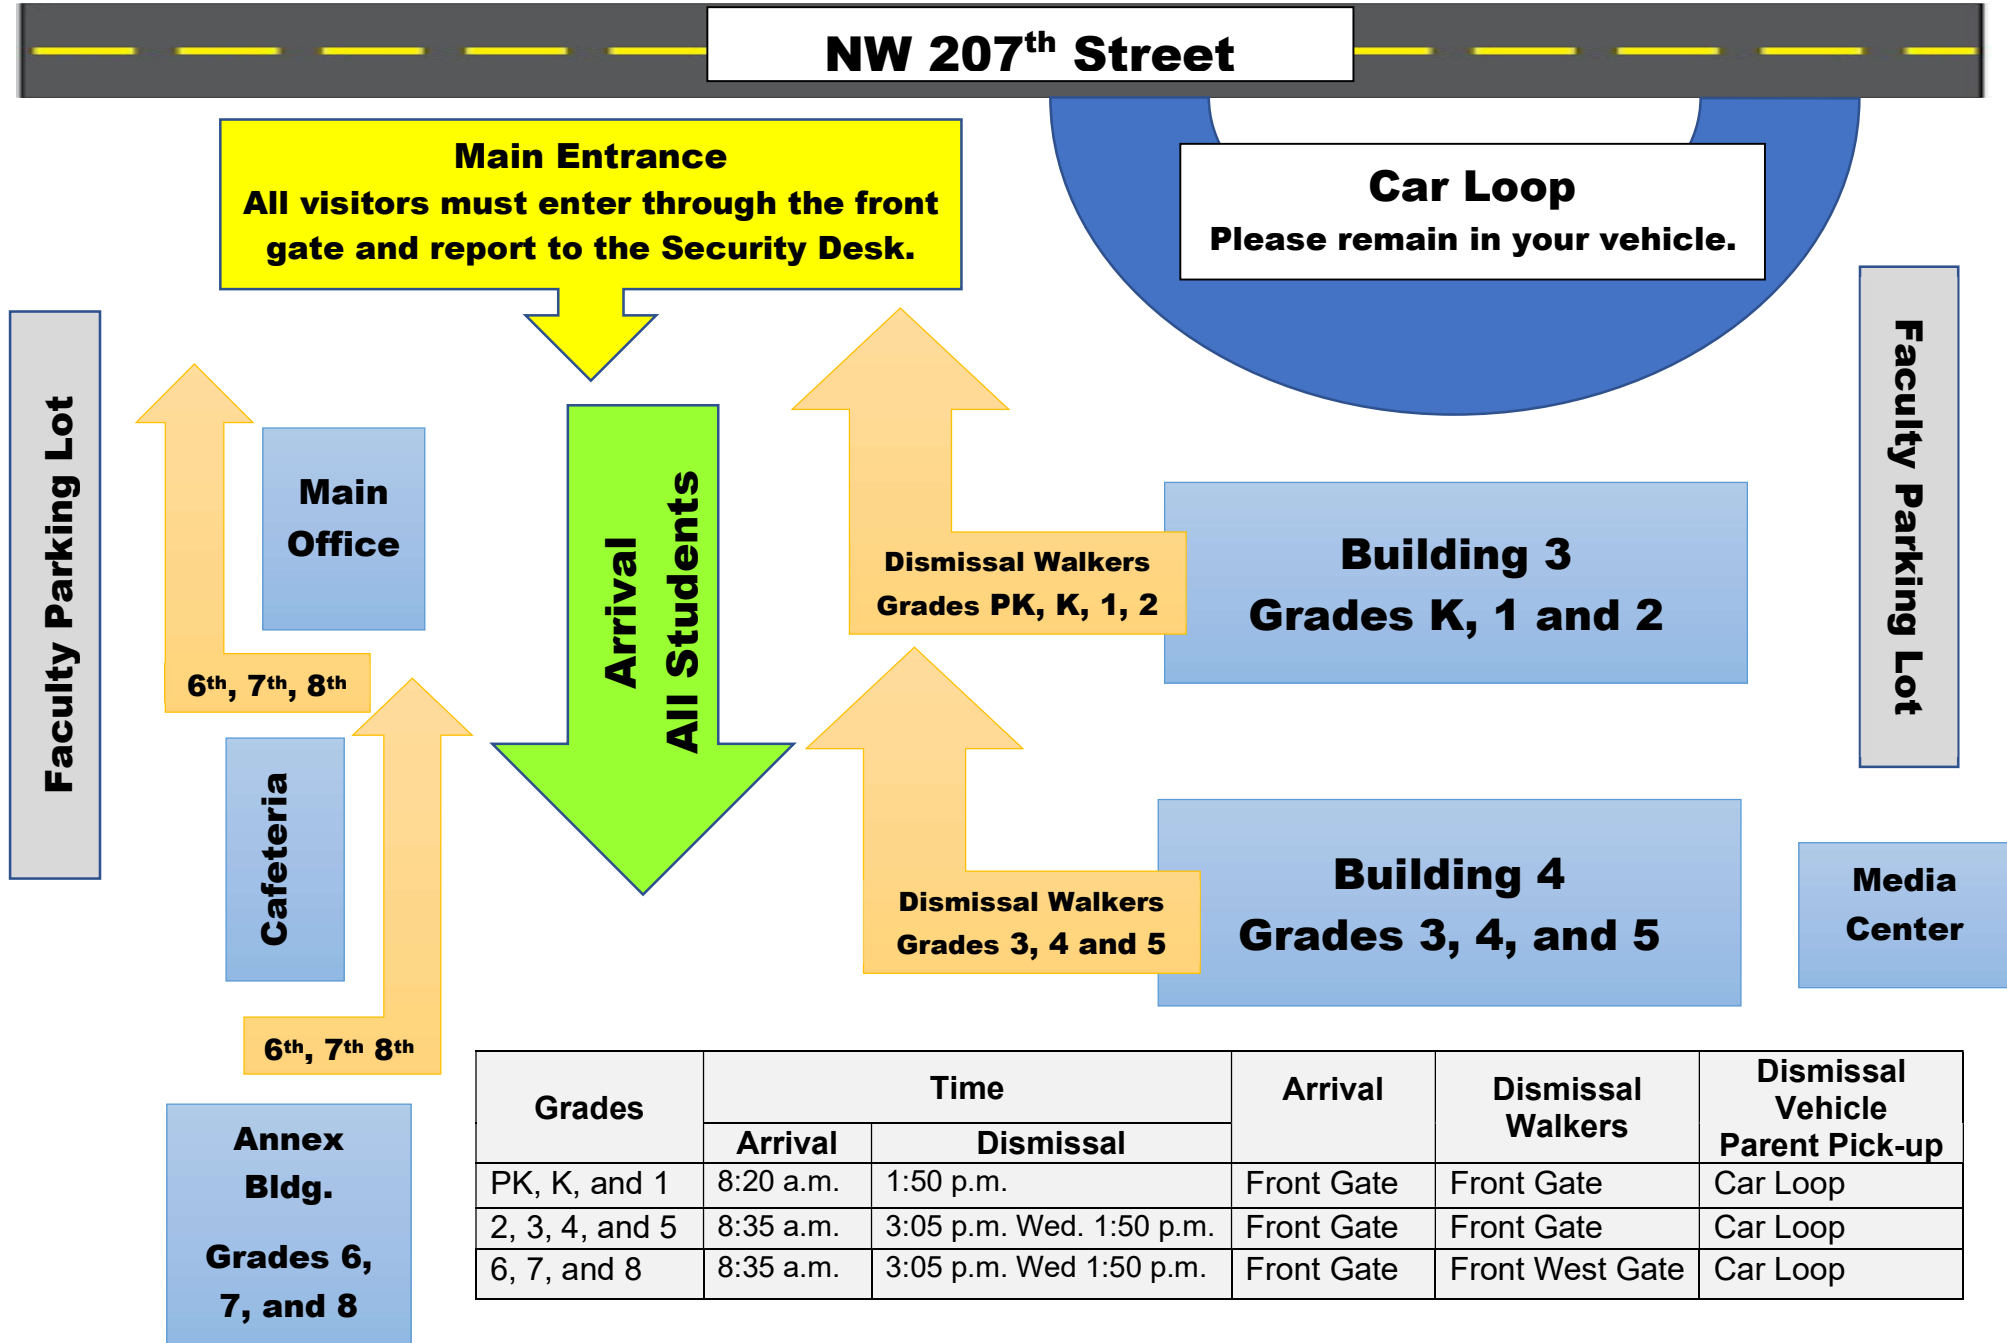 NW 207th Street
Main Entrance
All visitors must enter through the front
gate and report to the Security Desk.
Car Loop
Please remain in your vehicle.
Faculty Parking Lot
Main
Office
Arrival
All Students
Dismissal Walkers
Grades PK, K, 1, 2
Building 3
Grades K, 1 and 2
Faculty Parking Lot
6th, 7th, 8th
Cafeteria
Dismissal Walkers
Grades 3, 4 and 5
Building 4
Grades 3, 4, and 5
Media
Center
6th, 7th 8th
Annex
Bldg.
Grades 6,
7, and 8
Grades
Time
Arrival
Dismissal
Walkers
Dismissal
Vehicle
Parent Pick-up
Arrival Dismissal
PK, K, and 1 8:20 a.m. 1:50 p.m. Front Gate Front Gate Car Loop
2, 3, 4, and 5 8:35 a.m. 3:05 p.m. Wed. 1:50 p.m. Front Gate Front Gate Car Loop
6, 7, and 8 8:35 a.m. 3:05 p.m. Wed 1:50 p.m. Front Gate Front West Gate Car Loop